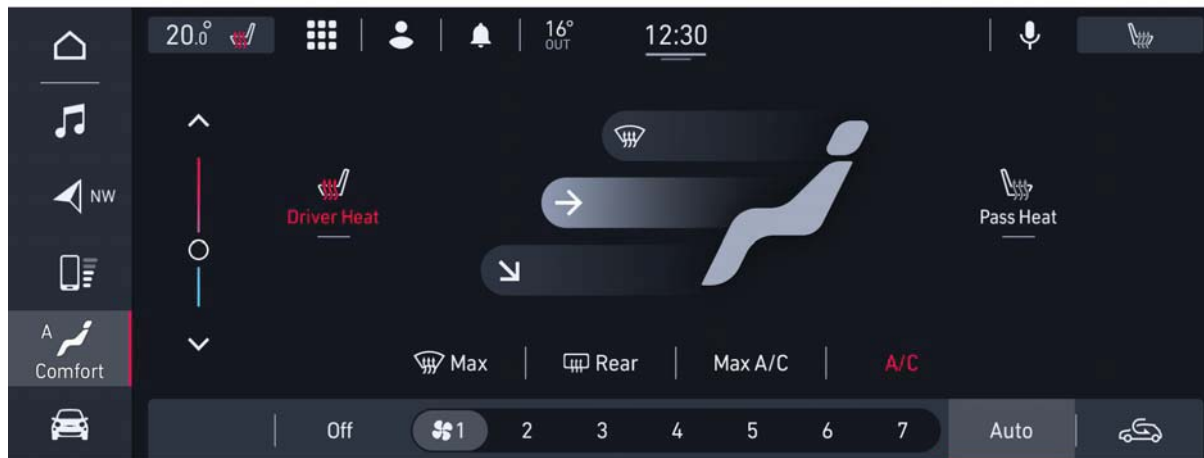 20.0°
16°
OUT
12:30
NW
Driver Heat
Pass Heat
A
Comfort
Max
Rear
Max A/C
A/C
Off
1 2 3 4 5 6 7
Auto